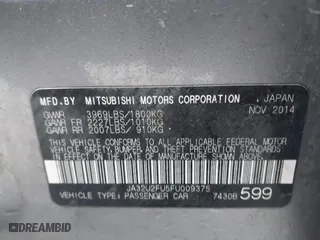 MFD.BY MITSUBISHI MOTORS CORPORATION, JAPAN
NOV 2014
GVWR 3969LBS/1800KG
GAWR FR 2227LBS/1010KG
GAWR RR 2007LBS/ 910KG
THIS VEHICLE CONFORMS TO ALL APPLICABLE
FEDERAL MOTOR VEHICLE SAFETY, BUMPER AND
THEFT PREVENTION STANDARDS IN EFFECT ON
THE DATE OF MANUFACTURE SHOWN ABOVE.
JA32U2FU5FU009375
VEHICLE TYPE: PASSENGER CAR 7430B 599